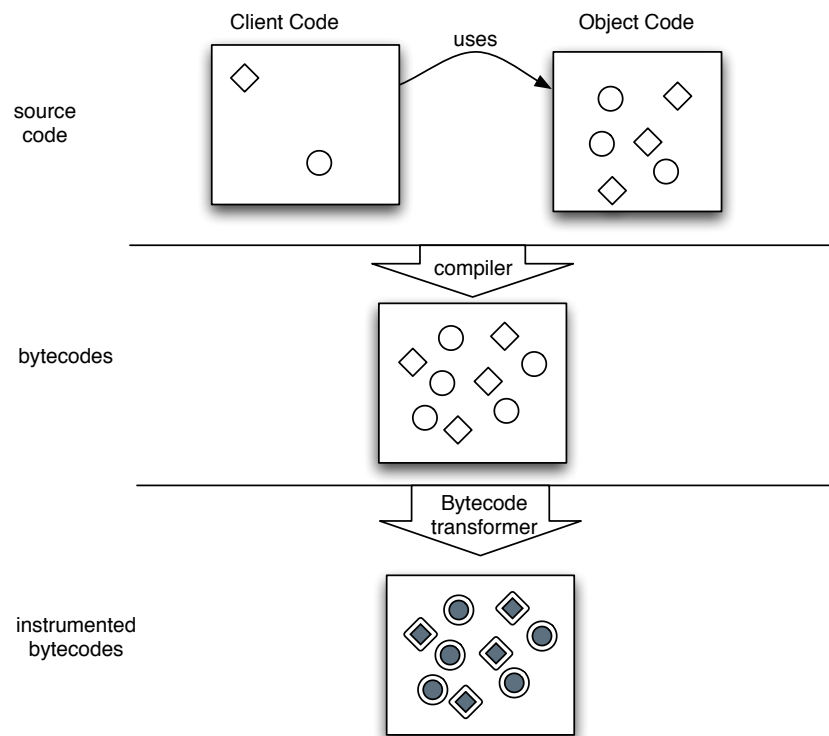 Client Code
Object Code
uses
source
code
compiler
bytecodes
Bytecode
transformer
instrumented
bytecodes